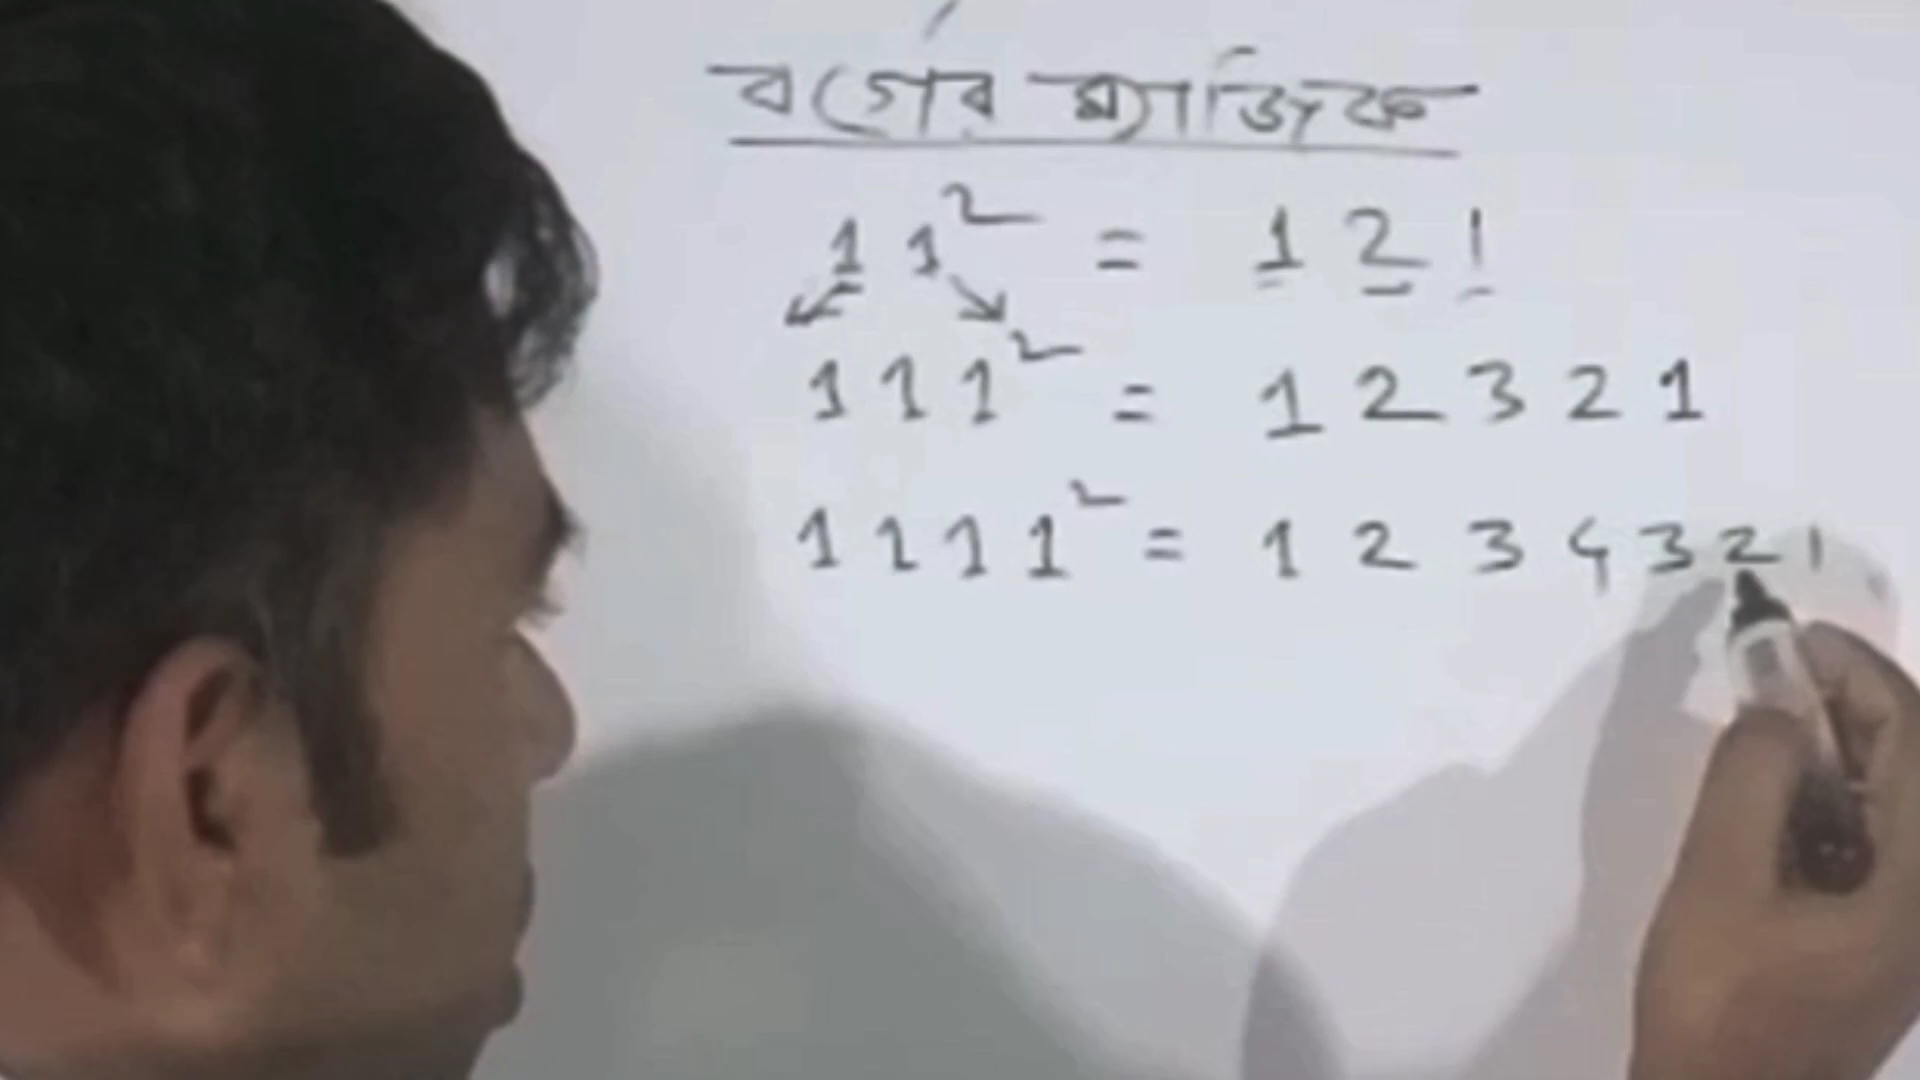 বর্গের ম্যাজিক
11² = 121
111² = 12321
1111² = 1234321